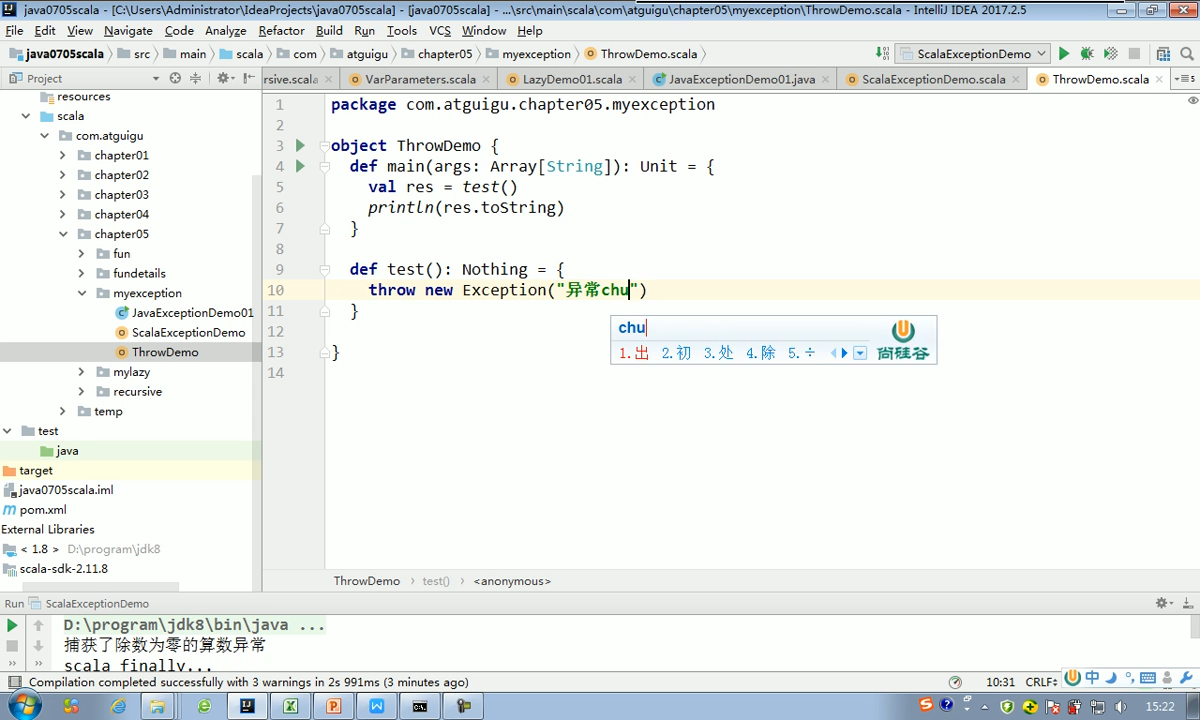 java0705scala - [C:\Users\Administrator\IdeaProjects\java0705scala] - [java0705scala] - ...\src\main\scala\com\atguigu\chapter05\myexception\ThrowDemo.scala - IntelliJ IDEA 2017.2.5
File Edit View Navigate Code Analyze Refactor Build Run Tools VCS Window Help
java0705scala src main scala com atguigu chapter05 myexception ThrowDemo.scala ScalaExceptionDemo
Project rsive.scala VarParameters.scala LazyDemo01.scala JavaExceptionDemo01.java ScalaExceptionDemo.scala ThrowDemo.scala
resources
scala
com.atguigu
chapter01
chapter02
chapter03
chapter04
chapter05
fun
fundetails
myexception
JavaExceptionDemo01
ScalaExceptionDemo
ThrowDemo
mylazy
recursive
temp
test
java
target
java0705scala.iml
pom.xml
External Libraries
< 1.8 > D:\program\jdk8
scala-sdk-2.11.8
1 package com.atguigu.chapter05.myexception
2
3 object ThrowDemo {
4 def main(args: Array[String]): Unit = {
5 val res = test()
6 println(res.toString)
7 }
8
9 def test(): Nothing = {
10 throw new Exception("异常chu")
11 }
12
13 }
14
chu
1.出 2.初 3.处 4.除 5.÷
尚硅谷
ThrowDemo test() <anonymous>
Run ScalaExceptionDemo
D:\program\jdk8\bin\java ...
捕获了除数为零的算数异常
scala finally...
Compilation completed successfully with 3 warnings in 2s 991ms (3 minutes ago) 10:31 CRLF 中
15:22